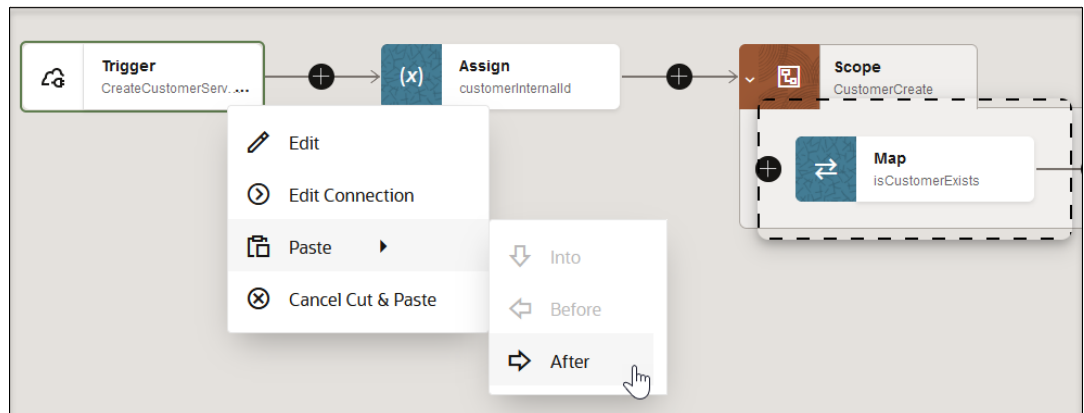 Trigger
CreateCustomerServ. ...
(x)
Assign
customerInternalId
Scope
CustomerCreate
Map
isCustomerExists
Edit
Edit Connection
Paste
Cancel Cut & Paste
Into
Before
After